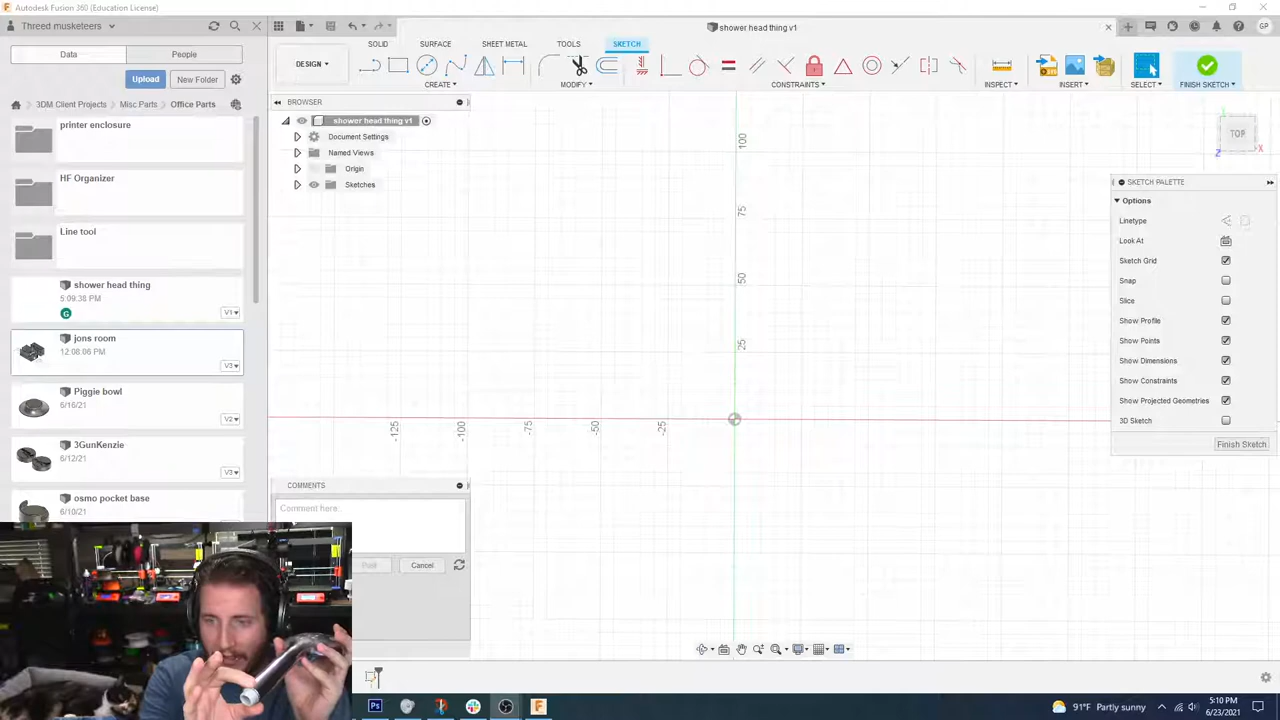 Autodesk Fusion 360 (Education License)
Threed musketeers
shower head thing v1
GP
Data
People
SOLID
SURFACE
SHEET METAL
TOOLS
SKETCH
DESIGN
Upload
New Folder
CREATE
MODIFY
CONSTRAINTS
INSPECT
INSERT
SELECT
FINISH SKETCH
3DM Client Projects
Misc Parts
Office Parts
BROWSER
shower head thing v1
Document Settings
Named Views
Origin
Sketches
printer enclosure
HF Organizer
Line tool
shower head thing
5:09:38 PM
G
V1
jons room
12:08:06 PM
V3
Piggie bowl
6/16/21
V2
3GunKenzie
6/12/21
V3
osmo pocket base
6/10/21
100
75
50
25
-125
-100
-75
-50
-25
TOP
Z
X
SKETCH PALETTE
Options
Linetype
Look At
Sketch Grid
Snap
Slice
Show Profile
Show Points
Show Dimensions
Show Constraints
Show Projected Geometries
3D Sketch
Finish Sketch
COMMENTS
Comment here..
Post
Cancel
Ps
F
91°F Partly sunny
5:10 PM
6/23/2021